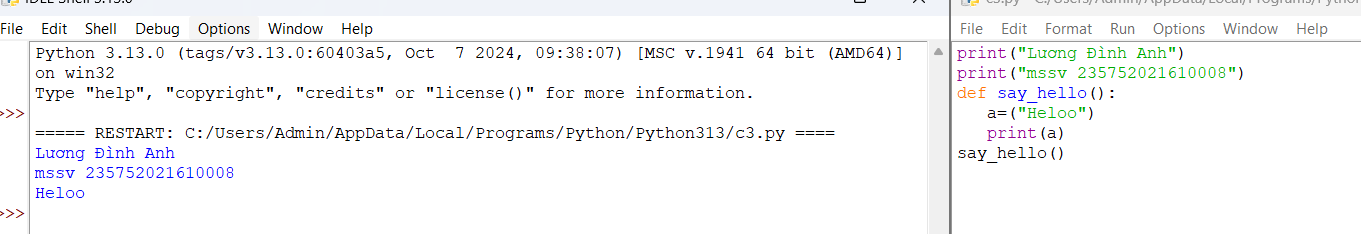 File Edit Shell Debug Options Window Help
Python 3.13.0 (tags/v3.13.0:60403a5, Oct  7 2024, 09:38:07) [MSC v.1941 64 bit (AMD64)]
on win32
Type "help", "copyright", "credits" or "license()" for more information.
>>>
===== RESTART: C:/Users/Admin/AppData/Local/Programs/Python/Python313/c3.py ====
Lương Đình Anh
mssv 235752021610008
Heloo
>>>
File Edit Format Run Options Window Help
print("Lương Đình Anh")
print("mssv 235752021610008")
def say_hello():
   a=("Heloo")
   print(a)
say_hello()